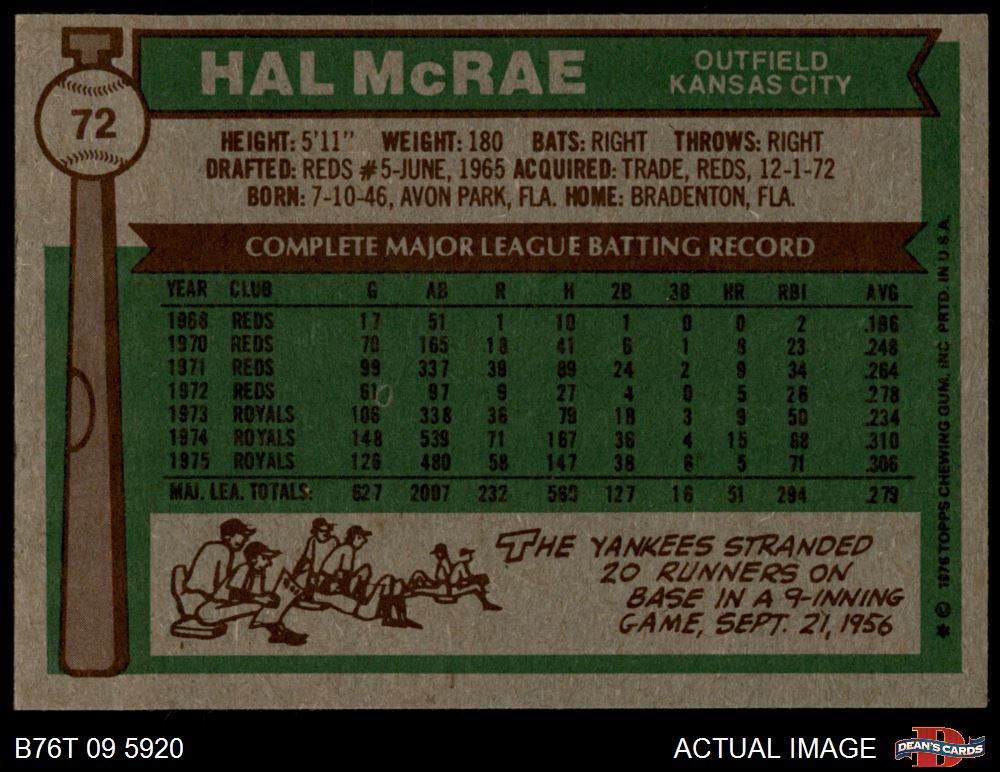 HAL McRAE
OUTFIELD
KANSAS CITY
72
HEIGHT: 5'11" WEIGHT: 180 BATS: RIGHT THROWS: RIGHT
DRAFTED: REDS #5-JUNE, 1965 ACQUIRED: TRADE, REDS, 12-1-72
BORN: 7-10-46, AVON PARK, FLA. HOME: BRADENTON, FLA.
COMPLETE MAJOR LEAGUE BATTING RECORD
YEAR CLUB G AB R H 2B 3B HR RBI AVG
1968 REDS 17 51 1 10 1 0 0 2 .196
1970 REDS 70 165 18 41 6 1 8 23 .248
1971 REDS 99 337 39 89 24 2 9 34 .264
1972 REDS 61 97 9 27 4 0 5 26 .278
1973 ROYALS 106 338 36 79 18 3 9 50 .234
1974 ROYALS 148 539 71 167 36 4 15 88 .310
1975 ROYALS 126 480 58 147 38 6 5 71 .306
MAJ. LEA. TOTALS: 627 2007 232 560 127 16 51 294 .279
THE YANKEES STRANDED
20 RUNNERS ON
BASE IN A 9-INNING
GAME, SEPT. 21, 1956
* © 1976 TOPPS CHEWING GUM, INC. PRTD. IN U.S.A.
B76T 09 5920
ACTUAL IMAGE
D
DEAN'S CARDS